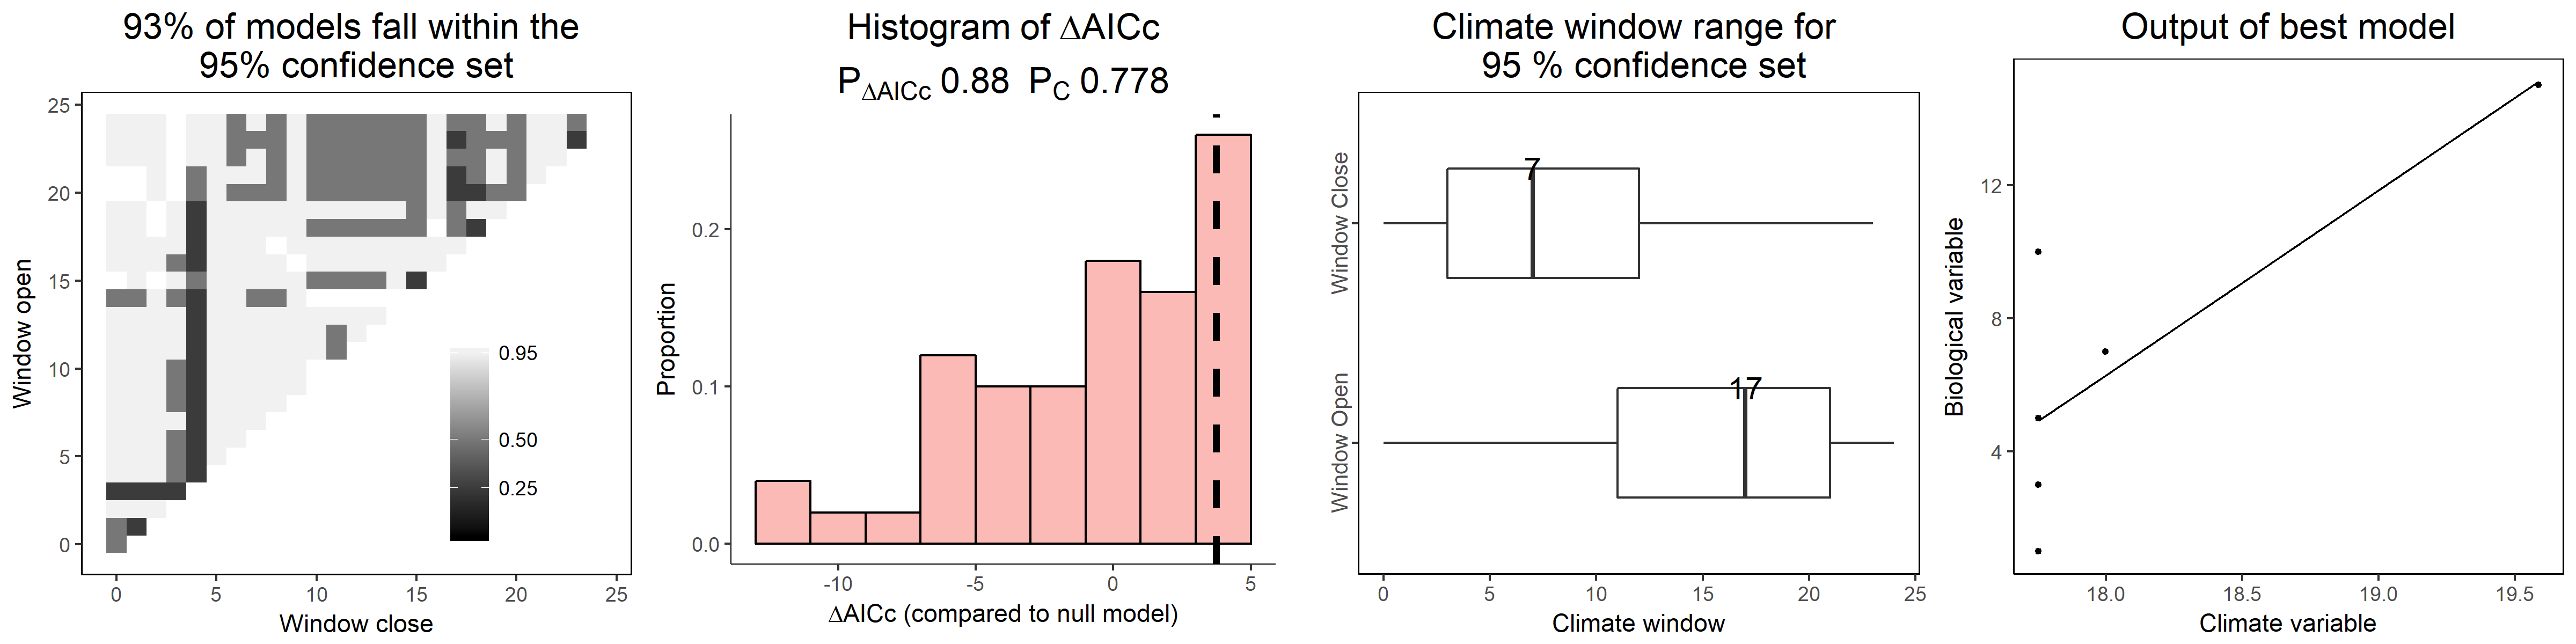 93% of models fall within the
95% confidence set
Window open
25
20
15
10
5
0
0.95
0.50
0.25
0 5 10 15 20 25
Window close
Histogram of ΔAICc
PΔAICc 0.88 PC 0.778
Proportion
0.2
0.1
0.0
-10 -5 0 5
ΔAICc (compared to null model)
Climate window range for
95 % confidence set
Window Close
7
Window Open
17
0 5 10 15 20 25
Climate window
Output of best model
Biological variable
12
8
4
18.0 18.5 19.0 19.5
Climate variable